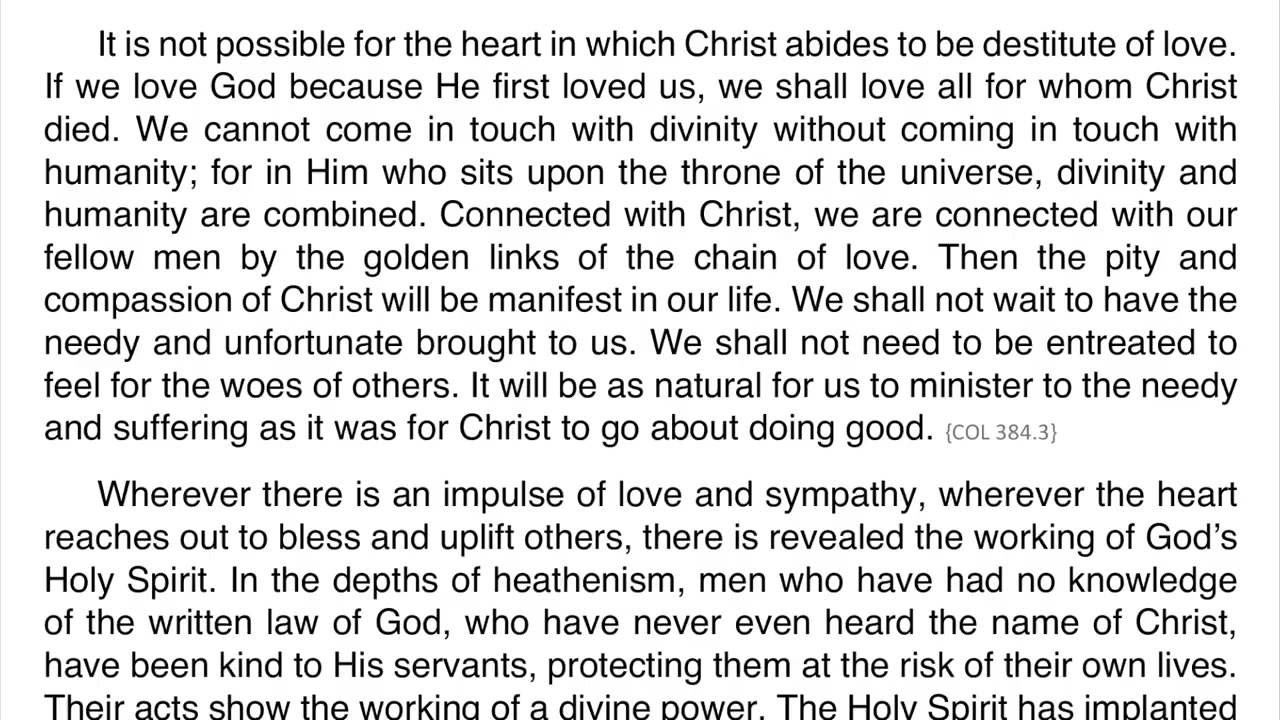 It is not possible for the heart in which Christ abides to be destitute of love.
If we love God because He first loved us, we shall love all for whom Christ
died. We cannot come in touch with divinity without coming in touch with
humanity; for in Him who sits upon the throne of the universe, divinity and
humanity are combined. Connected with Christ, we are connected with our
fellow men by the golden links of the chain of love. Then the pity and
compassion of Christ will be manifest in our life. We shall not wait to have the
needy and unfortunate brought to us. We shall not need to be entreated to
feel for the woes of others. It will be as natural for us to minister to the needy
and suffering as it was for Christ to go about doing good. {COL 384.3}
Wherever there is an impulse of love and sympathy, wherever the heart
reaches out to bless and uplift others, there is revealed the working of God’s
Holy Spirit. In the depths of heathenism, men who have had no knowledge
of the written law of God, who have never even heard the name of Christ,
have been kind to His servants, protecting them at the risk of their own lives.
Their acts show the working of a divine power. The Holy Spirit has implanted